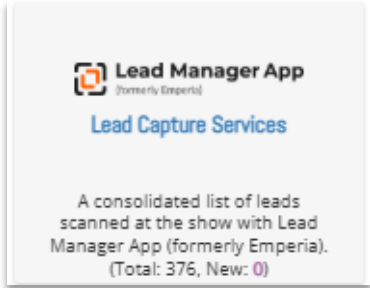 Lead Manager App
(formerly Emperia)
Lead Capture Services
A consolidated list of leads
scanned at the show with Lead
Manager App (formerly Emperia).
(Total: 376, New: 0)